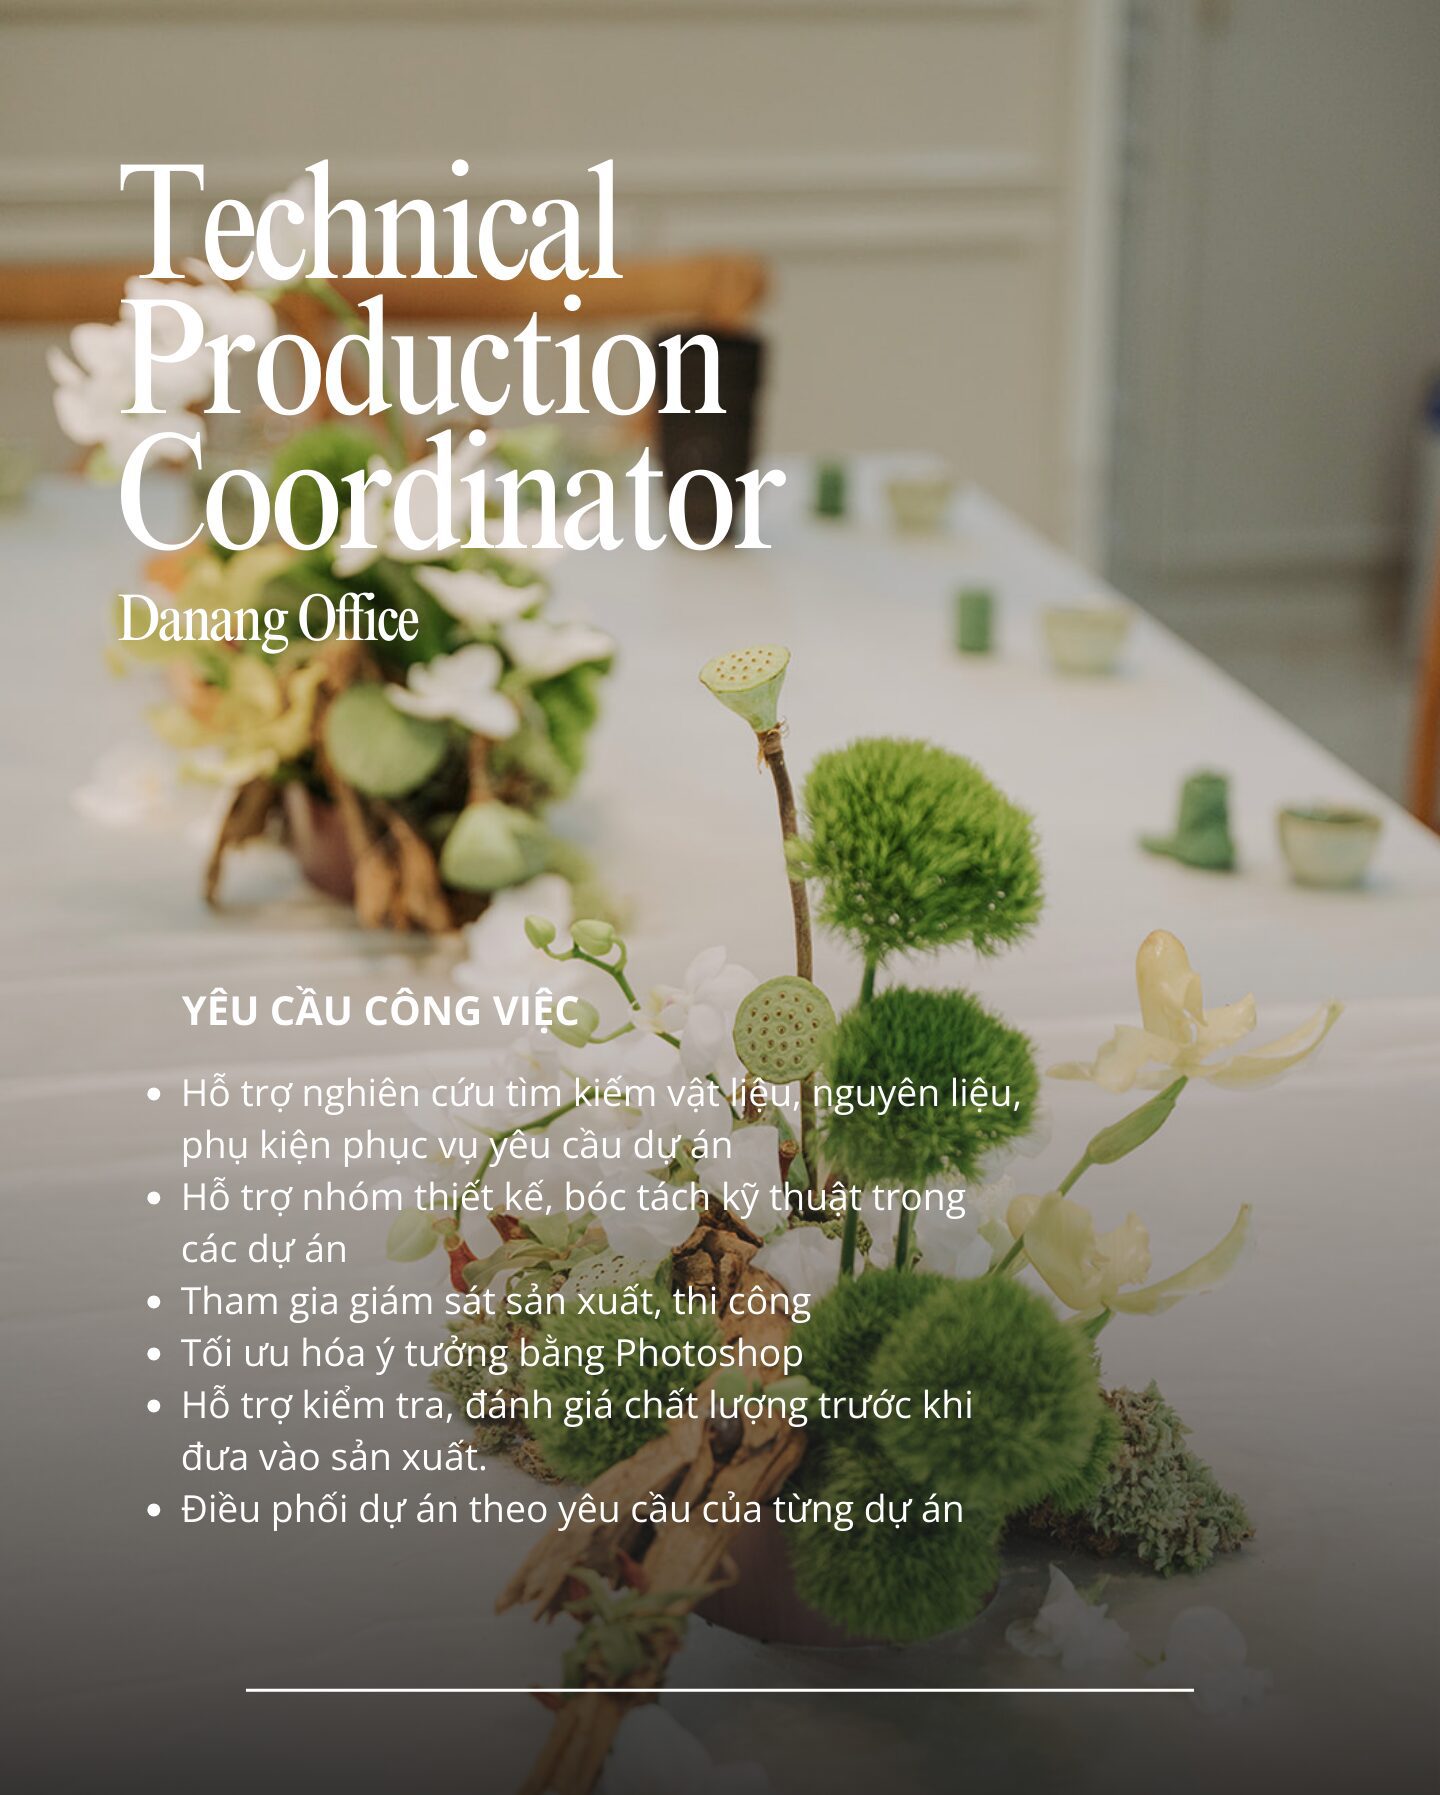 Technical
Production
Coordinator
Danang Office
YÊU CẦU CÔNG VIỆC
• Hỗ trợ nghiên cứu tìm kiếm vật liệu, nguyên liệu,
phụ kiện phục vụ yêu cầu dự án
• Hỗ trợ nhóm thiết kế, bóc tách kỹ thuật trong
các dự án
• Tham gia giám sát sản xuất, thi công
• Tối ưu hóa ý tưởng bằng Photoshop
• Hỗ trợ kiểm tra, đánh giá chất lượng trước khi
đưa vào sản xuất.
• Điều phối dự án theo yêu cầu của từng dự án